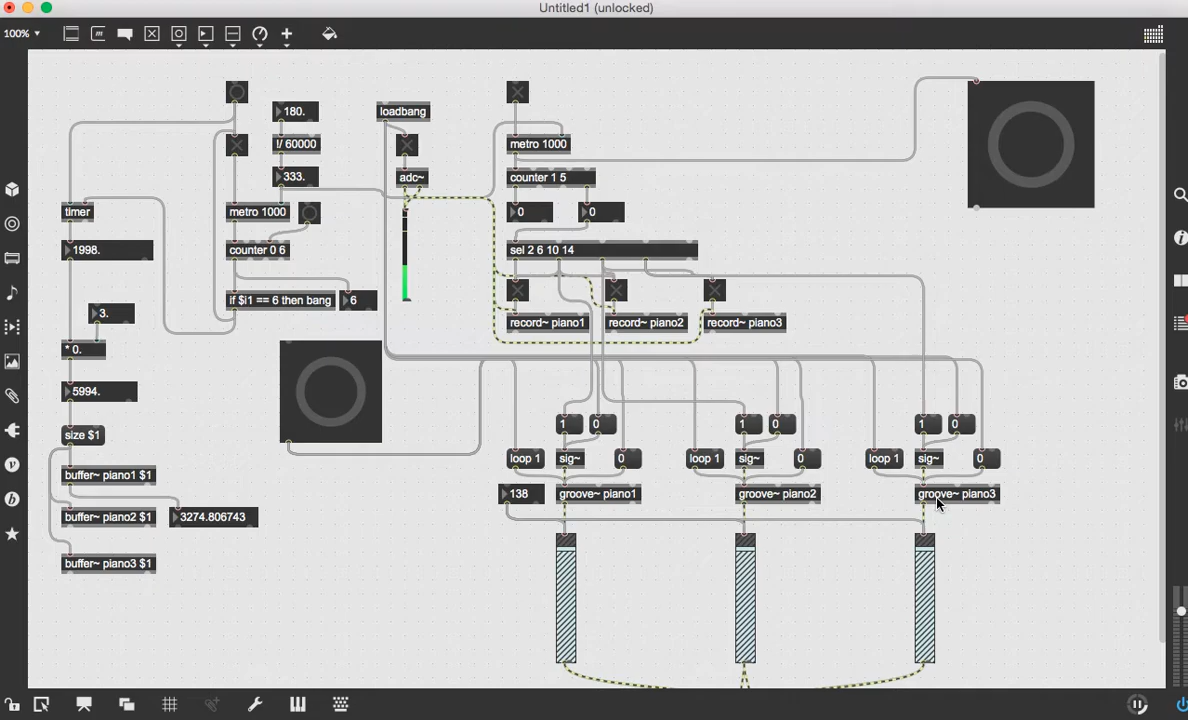 Untitled1 (unlocked)
100%
180.
loadbang
!/ 60000
metro 1000
333.
adc~
counter 1 5
timer
metro 1000
0
0
1998.
counter 0 6
sel 2 6 10 14
if $i1 == 6 then bang
6
3.
record~ piano1
record~ piano2
record~ piano3
* 0.
5994.
1
0
1
0
1
0
size $1
loop 1
sig~
0
loop 1
sig~
0
loop 1
sig~
0
buffer~ piano1 $1
138
groove~ piano1
groove~ piano2
groove~ piano3
buffer~ piano2 $1
3274.806743
buffer~ piano3 $1